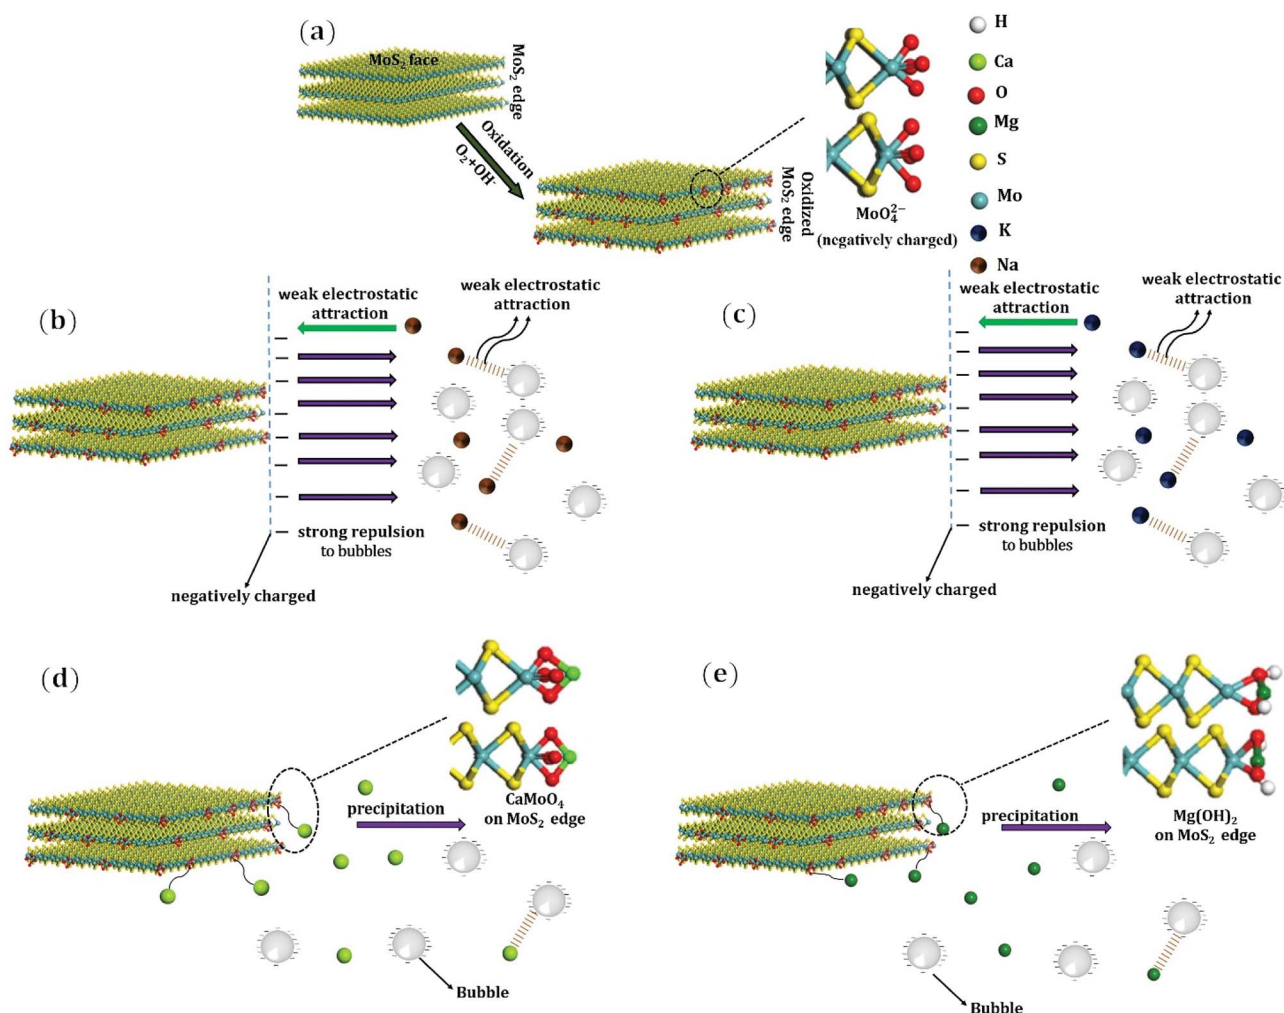 (a)
MoS₂ face
MoS₂ edge
Oxidation
O₂+OH⁻
Oxidized
MoS₂ edge
MoO₄²⁻
(negatively charged)
H
Ca
O
Mg
S
Mo
K
Na
(b)
weak electrostatic
attraction
weak electrostatic
attraction
strong repulsion
to bubbles
negatively charged
(c)
weak electrostatic
attraction
weak electrostatic
attraction
strong repulsion
to bubbles
negatively charged
(d)
precipitation
CaMoO₄
on MoS₂ edge
Bubble
(e)
precipitation
Mg(OH)₂
on MoS₂ edge
Bubble